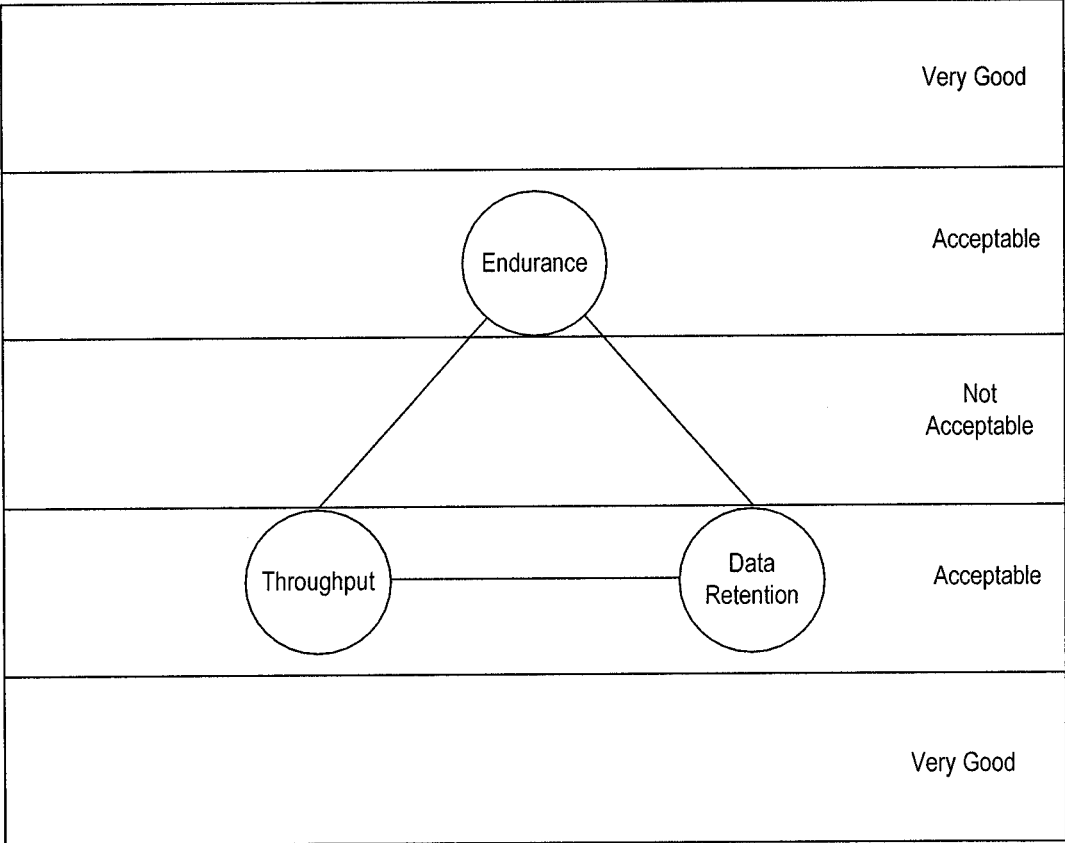 Very Good
Acceptable
Endurance
Not
Acceptable
Throughput
Data
Retention
Acceptable
Very Good